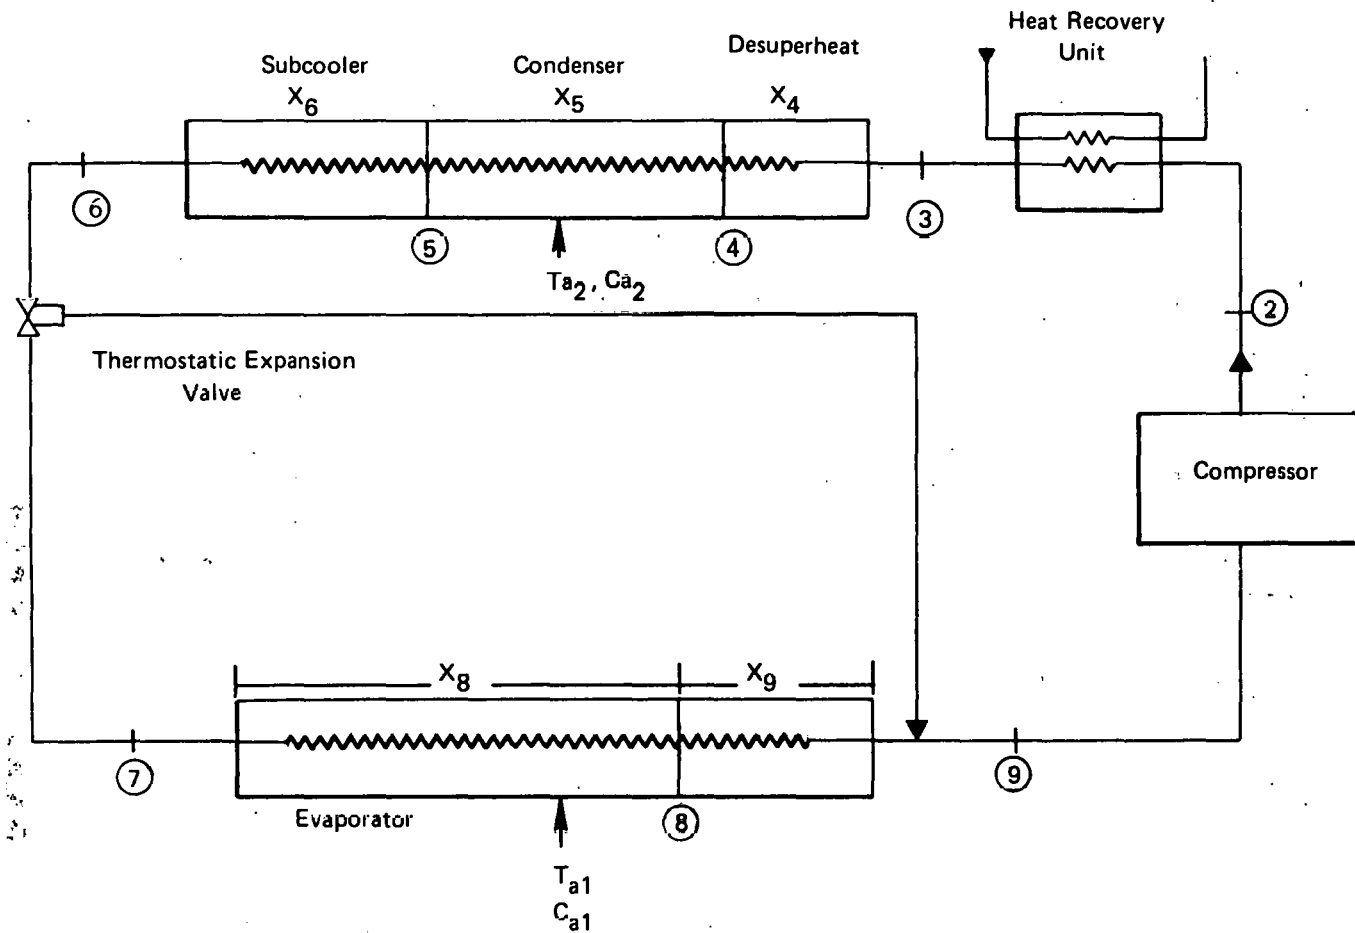 Heat Recovery
Unit
Desuperheat
X4
Condenser
X5
Subcooler
X6
6
5
4
3
Ta2, Ca2
2
Thermostatic Expansion
Valve
Compressor
X8
X9
7
Evaporator
8
9
Ta1
Ca1